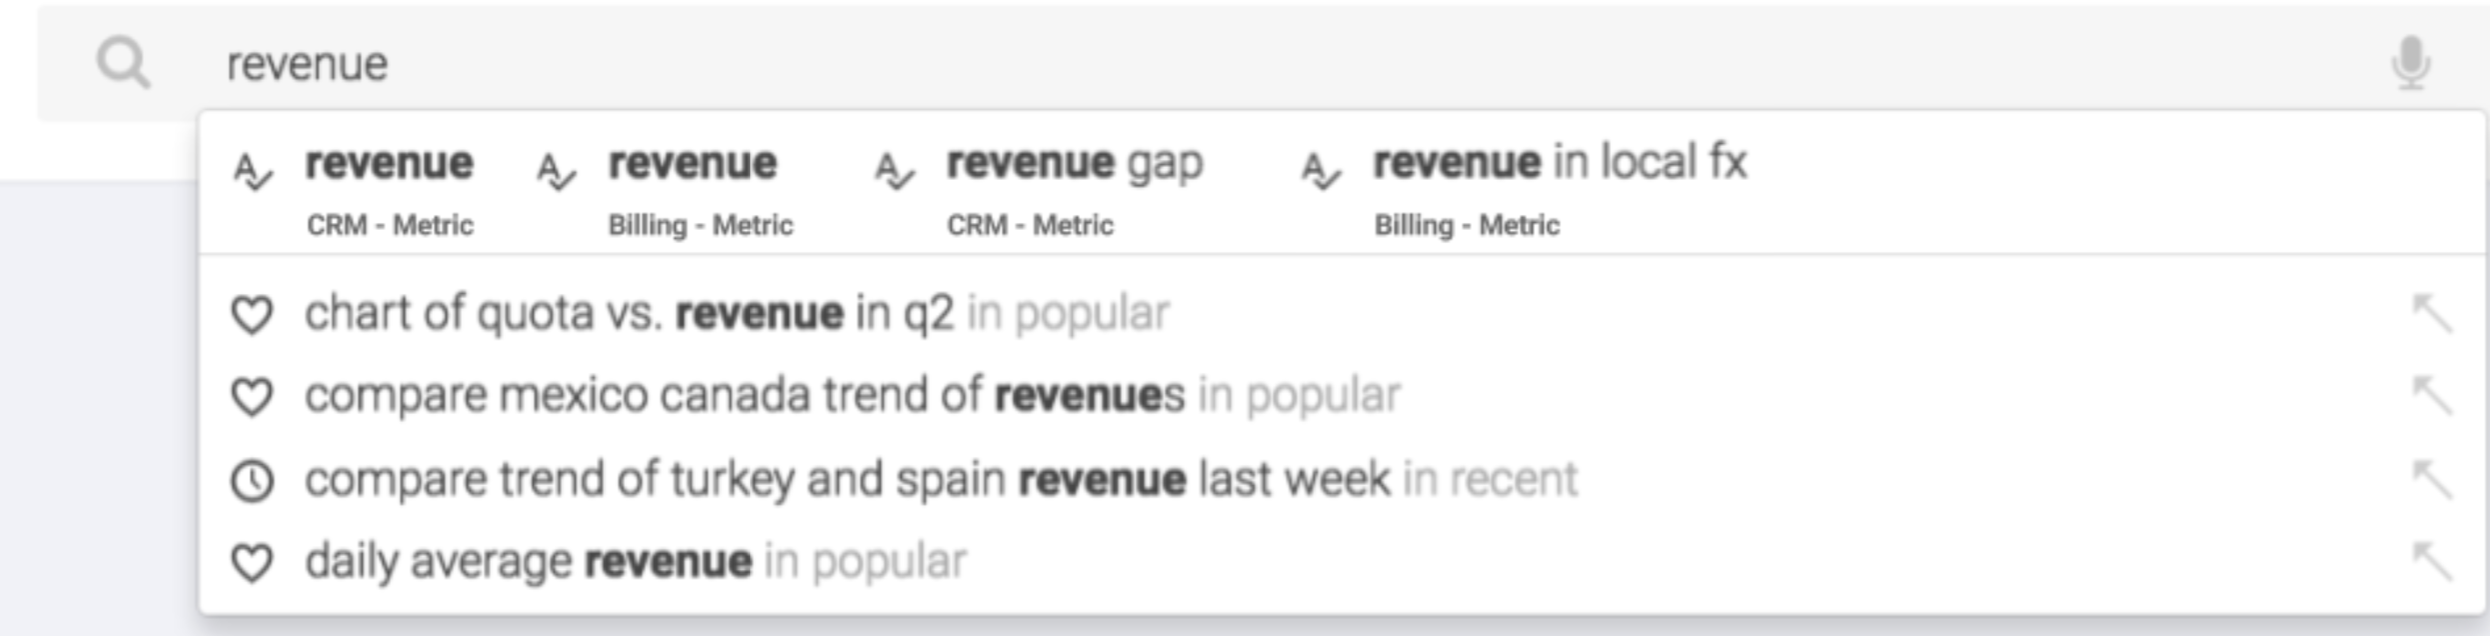 revenue
revenue revenue revenue gap revenue in local fx
CRM - Metric Billing - Metric CRM - Metric Billing - Metric
chart of quota vs. revenue in q2 in popular
compare mexico canada trend of revenues in popular
compare trend of turkey and spain revenue last week in recent
daily average revenue in popular